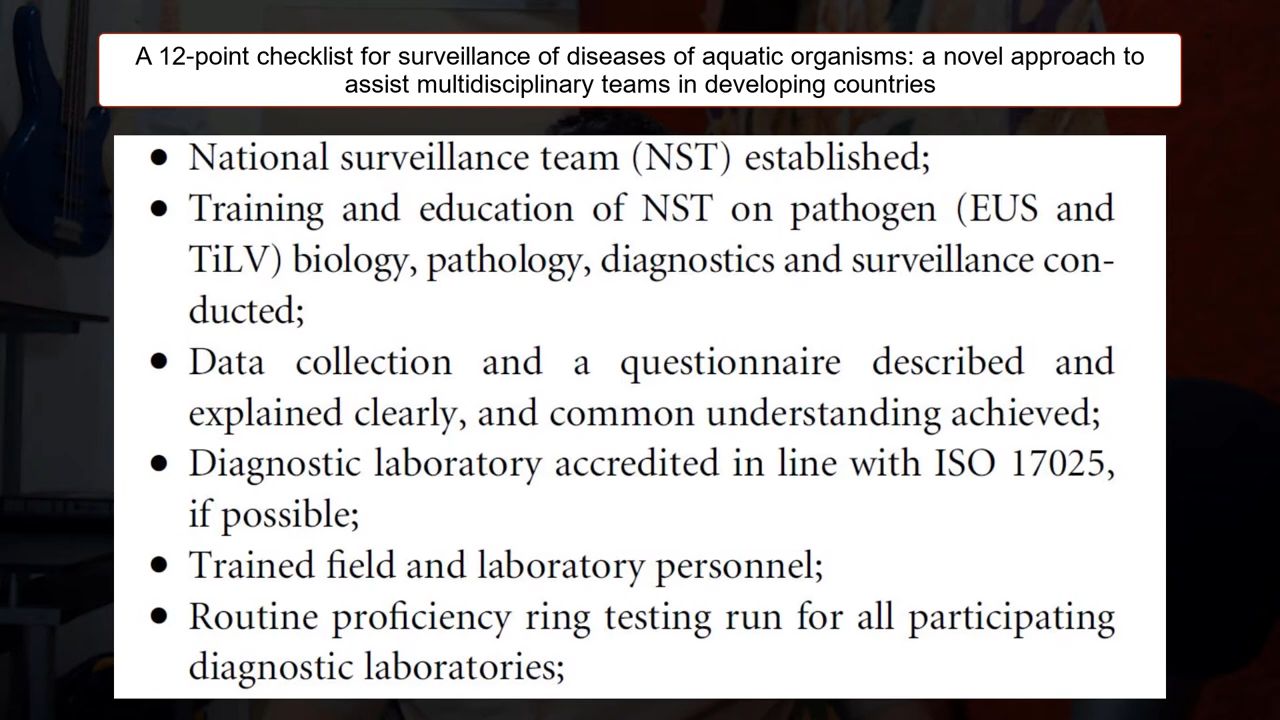 A 12-point checklist for surveillance of diseases of aquatic organisms: a novel approach to
assist multidisciplinary teams in developing countries
• National surveillance team (NST) established;
• Training and education of NST on pathogen (EUS and
TiLV) biology, pathology, diagnostics and surveillance con-
ducted;
• Data collection and a questionnaire described and
explained clearly, and common understanding achieved;
• Diagnostic laboratory accredited in line with ISO 17025,
if possible;
• Trained field and laboratory personnel;
• Routine proficiency ring testing run for all participating
diagnostic laboratories;